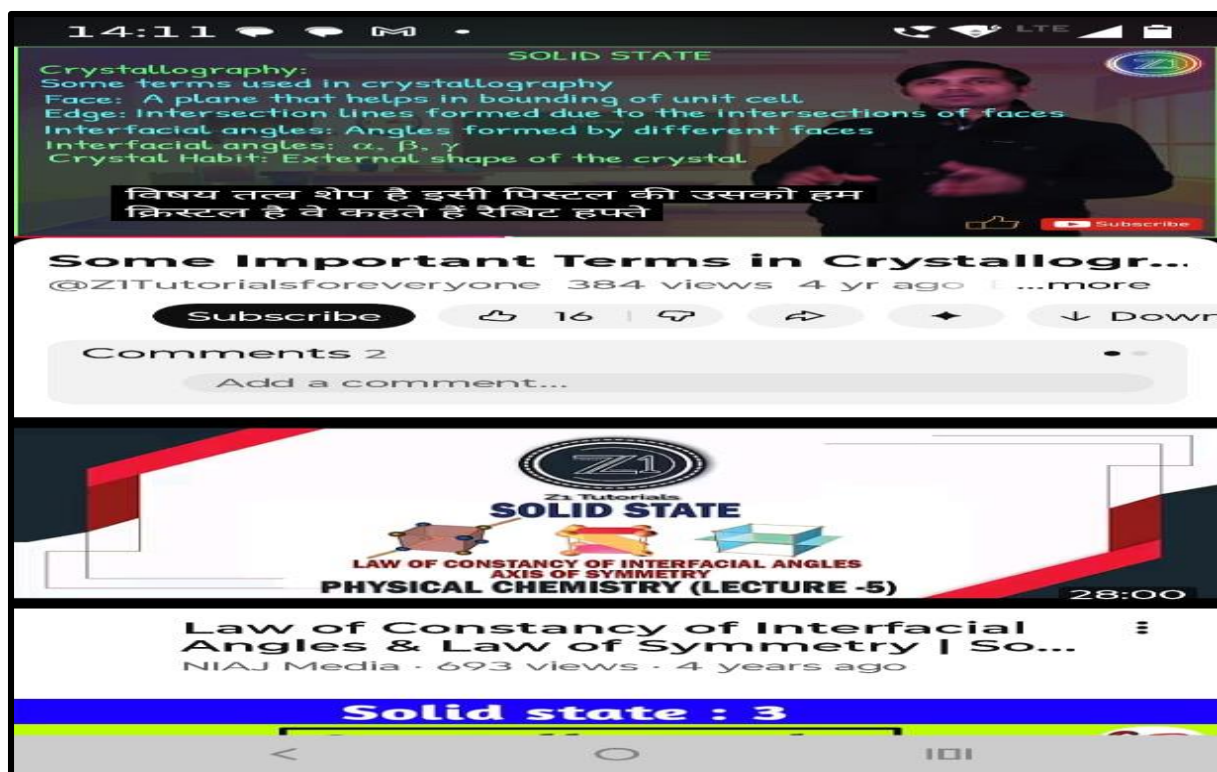 14:11
LTE
SOLID STATE
Z1
Crystallography:
Some terms used in crystallography
Face: A plane that helps in bounding of unit cell
Edge: Intersection lines formed due to the intersections of faces
Interfacial angles: Angles formed by different faces
Interfacial angles: α, β, γ
Crystal Habit: External shape of the crystal
विषय तत्व शेप है इसी पिस्टल की उसको हम
क्रिस्टल है वे कहते हैं रैबिट हफ्ते
Subscribe
Some Important Terms in Crystallogr...
@Z1Tutorialsforeveryone 384 views 4 yr ago ...more
Subscribe 16 Down
Comments 2
Add a comment...
Z1
Z1 Tutorials
SOLID STATE
LAW OF CONSTANCY OF INTERFACIAL ANGLES
AXIS OF SYMMETRY
PHYSICAL CHEMISTRY (LECTURE -5)
28:00
Law of Constancy of Interfacial
Angles & Law of Symmetry | So...
NIAJ Media · 693 views · 4 years ago
Solid state : 3